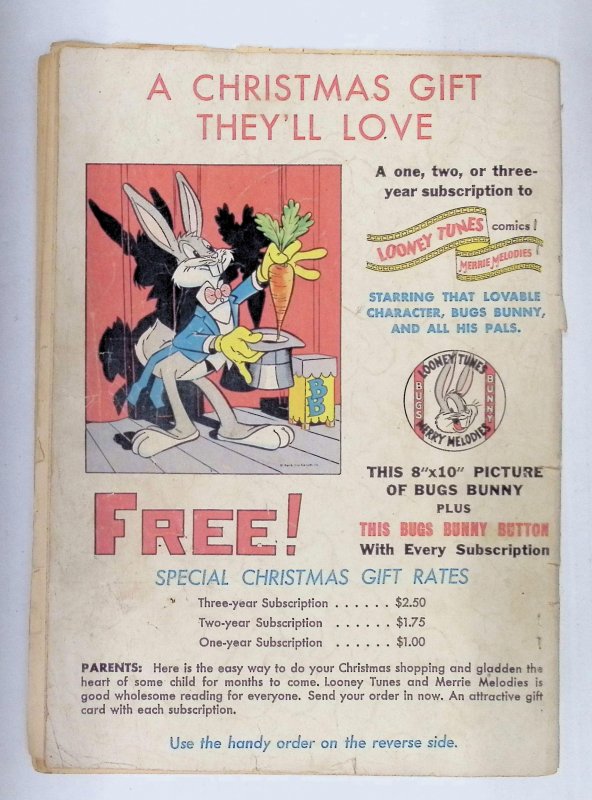 A CHRISTMAS GIFT
THEY'LL LOVE
A one, two, or three-
year subscription to
LOONEY TUNES comics!
MERRIE MELODIES
STARRING THAT LOVABLE
CHARACTER, BUGS BUNNY,
AND ALL HIS PALS.
BB
LOONEY TUNES
BUGS BUNNY
MERRY MELODIES
THIS 8"x10" PICTURE
OF BUGS BUNNY
PLUS
THIS BUGS BUNNY BUTTON
With Every Subscription
FREE!
SPECIAL CHRISTMAS GIFT RATES
Three-year Subscription . . . . . . $2.50
Two-year Subscription . . . . . . $1.75
One-year Subscription . . . . . . $1.00
PARENTS: Here is the easy way to do your Christmas shopping and gladden the
heart of some child for months to come. Looney Tunes and Merrie Melodies is
good wholesome reading for everyone. Send your order in now. An attractive gift
card with each subscription.
Use the handy order on the reverse side.